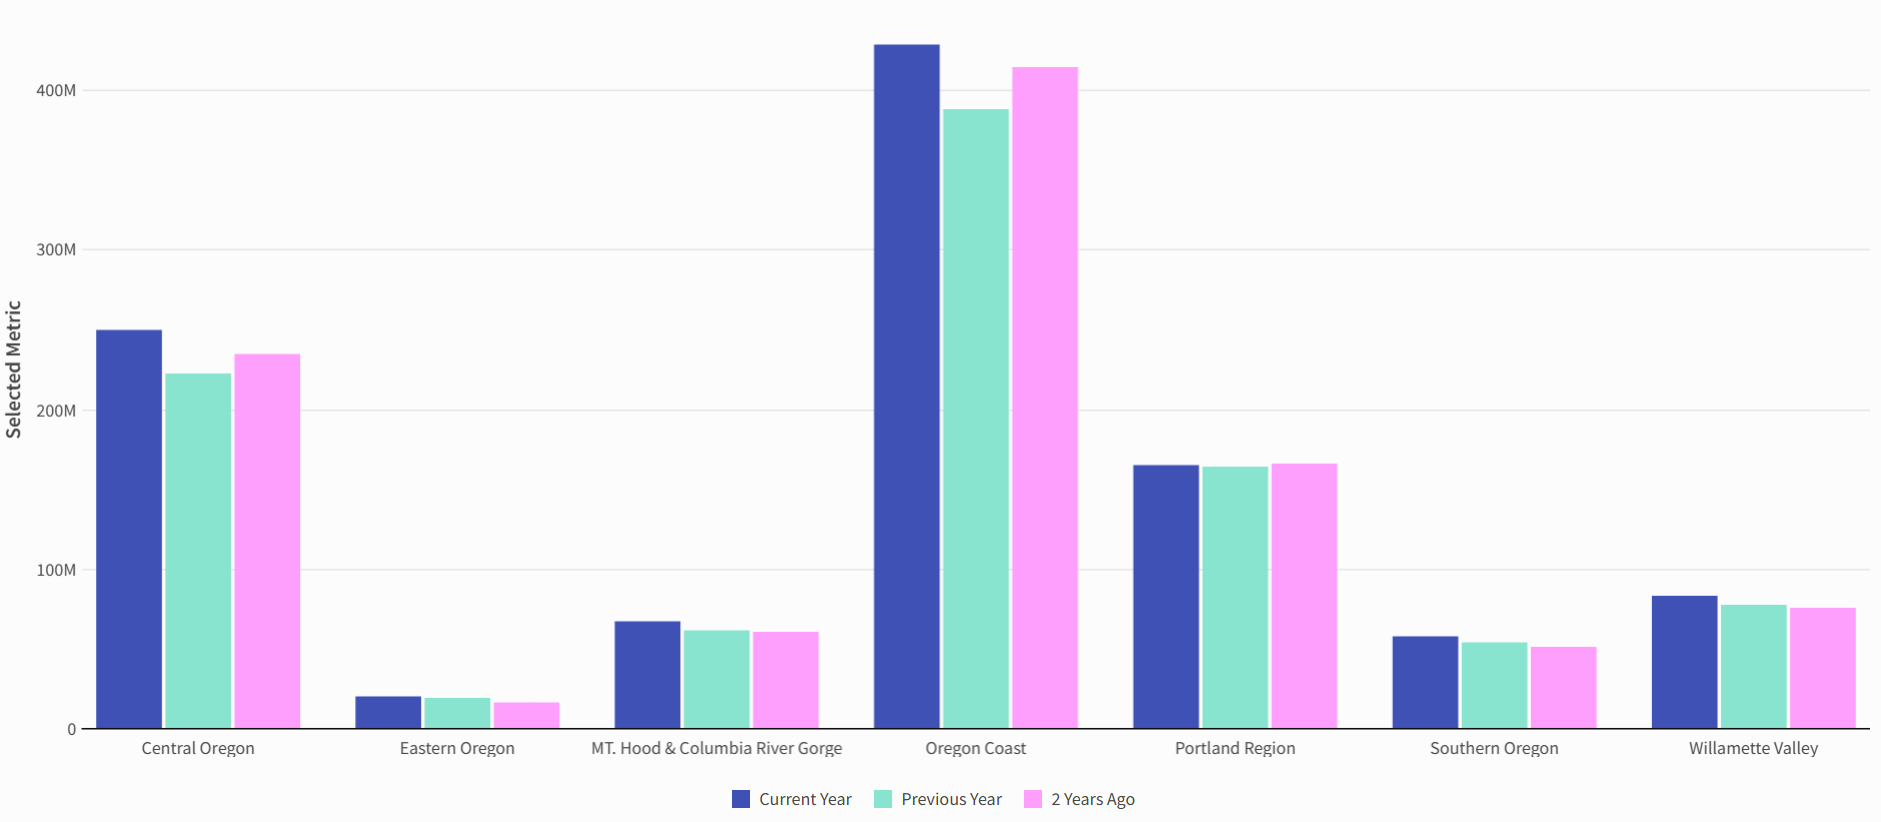 400M
300M
200M
100M
0
Selected Metric
Central Oregon
Eastern Oregon
MT. Hood & Columbia River Gorge
Oregon Coast
Portland Region
Southern Oregon
Willamette Valley
Current Year
Previous Year
2 Years Ago